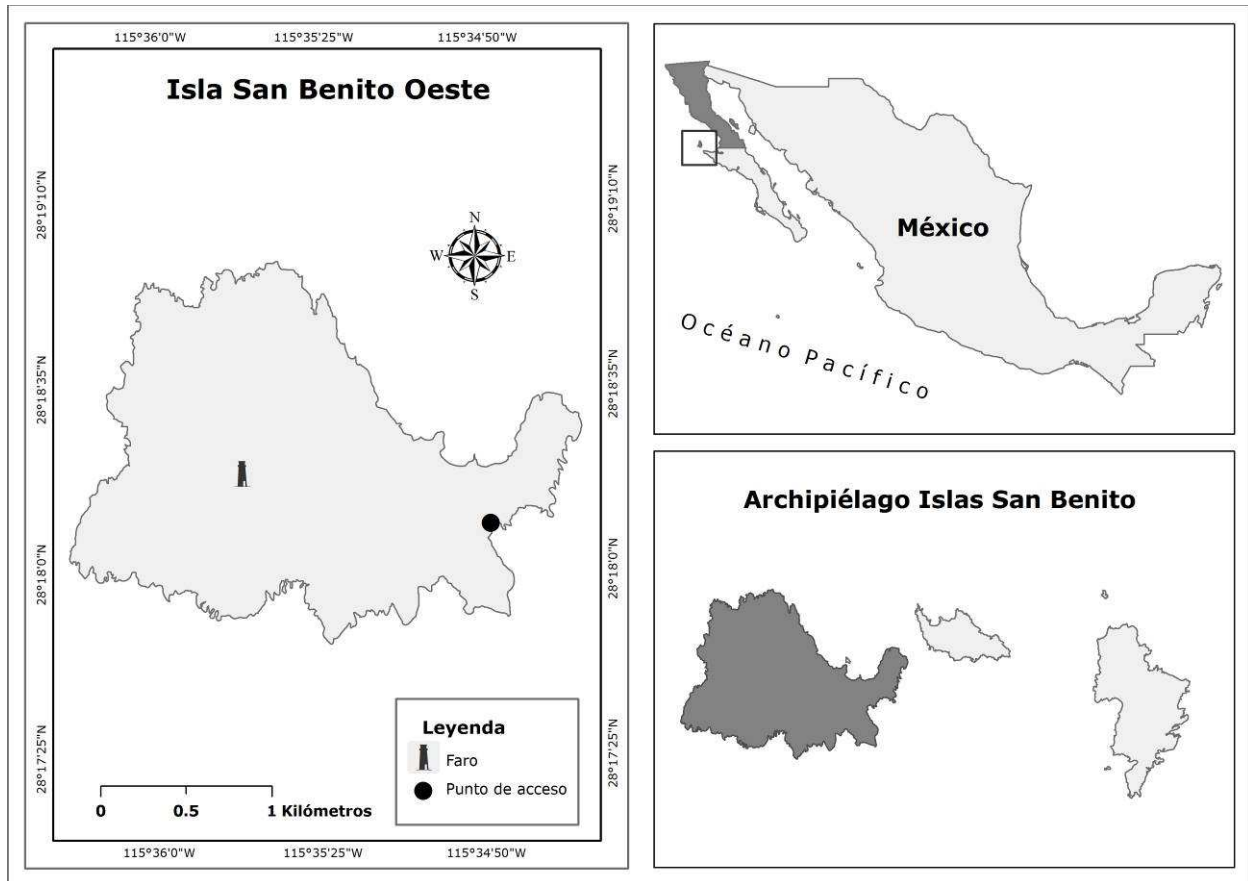 115°36'0"W 115°35'25"W 115°34'50"W
Isla San Benito Oeste
28°19'10"N
28°18'35"N
28°18'0"N
28°17'25"N
28°19'10"N
28°18'35"N
28°18'0"N
28°17'25"N
N
W E
S
Leyenda
Faro
Punto de acceso
0 0.5 1 Kilómetros
115°36'0"W 115°35'25"W 115°34'50"W
México
Océano Pacífico
Archipiélago Islas San Benito